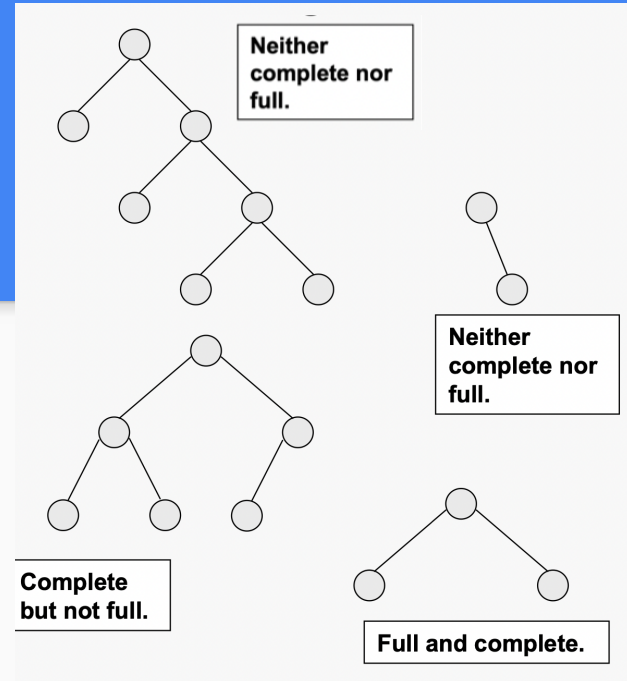 Neither
complete nor
full.
Neither
complete nor
full.
Complete
but not full.
Full and complete.